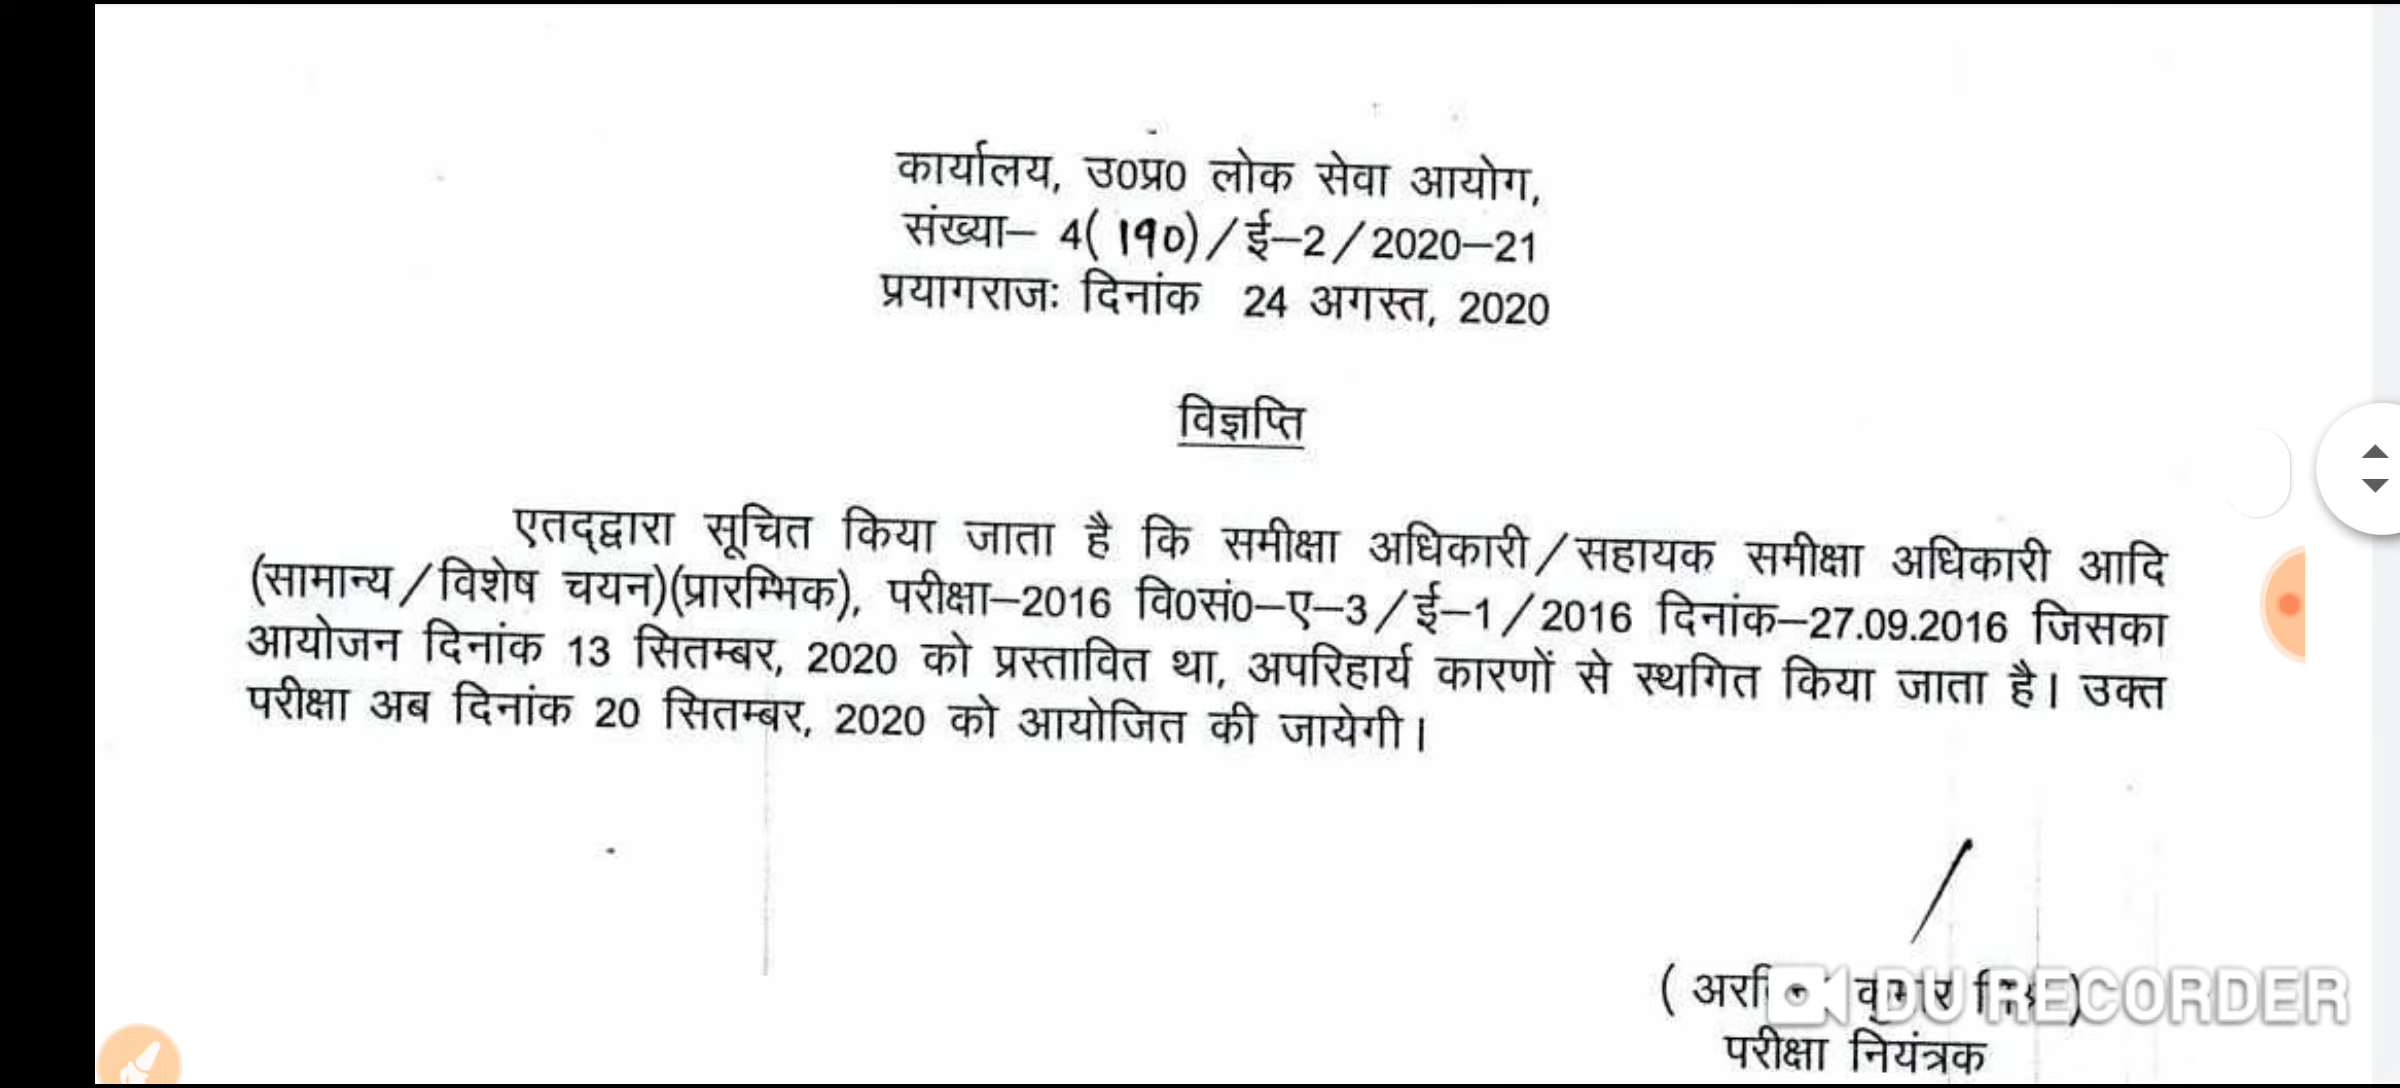 कार्यालय, उ0प्र0 लोक सेवा आयोग,
संख्या– 4(190)/ई–2/2020–21
प्रयागराजः दिनांक 24 अगस्त, 2020
विज्ञप्ति
एतद्द्वारा सूचित किया जाता है कि समीक्षा अधिकारी/सहायक समीक्षा अधिकारी आदि
(सामान्य/विशेष चयन)(प्रारम्भिक), परीक्षा–2016 वि0सं0–ए–3/ई–1/2016 दिनांक–27.09.2016 जिसका
आयोजन दिनांक 13 सितम्बर, 2020 को प्रस्तावित था, अपरिहार्य कारणों से स्थगित किया जाता है। उक्त
परीक्षा अब दिनांक 20 सितम्बर, 2020 को आयोजित की जायेगी।
( कुमार )
DU RECORDER
परीक्षा नियंत्रक